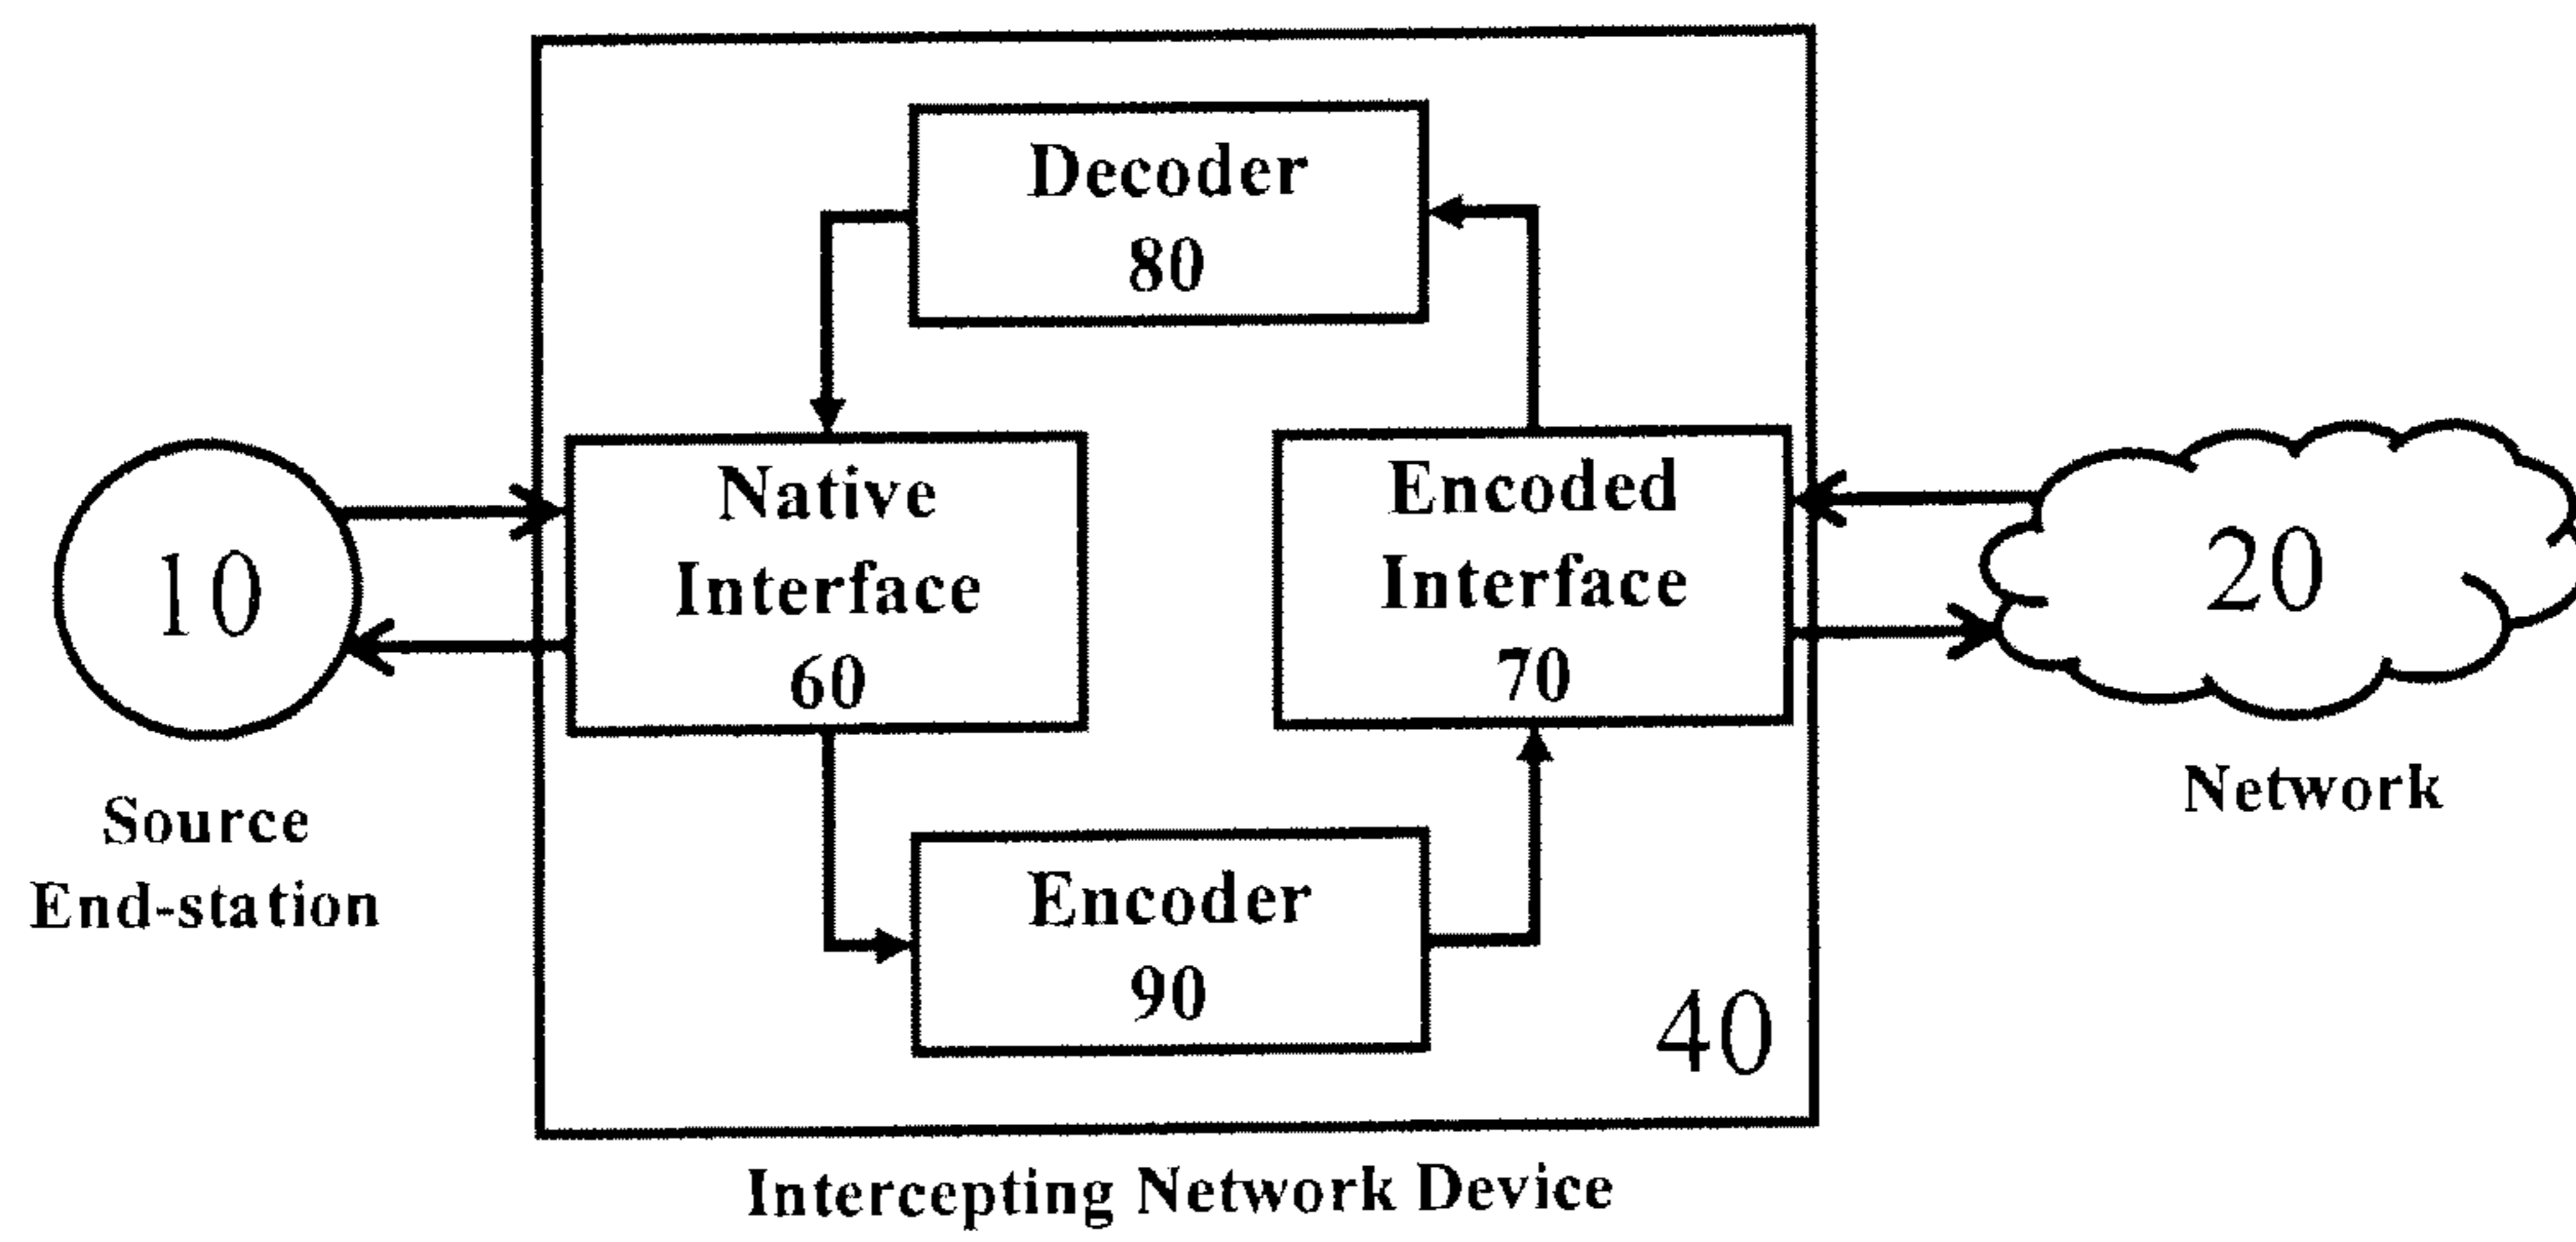 Decoder
80
Native
Interface
60
Encoded
Interface
70
10
20
Source
End-station
Network
Encoder
90
40
Intercepting Network Device